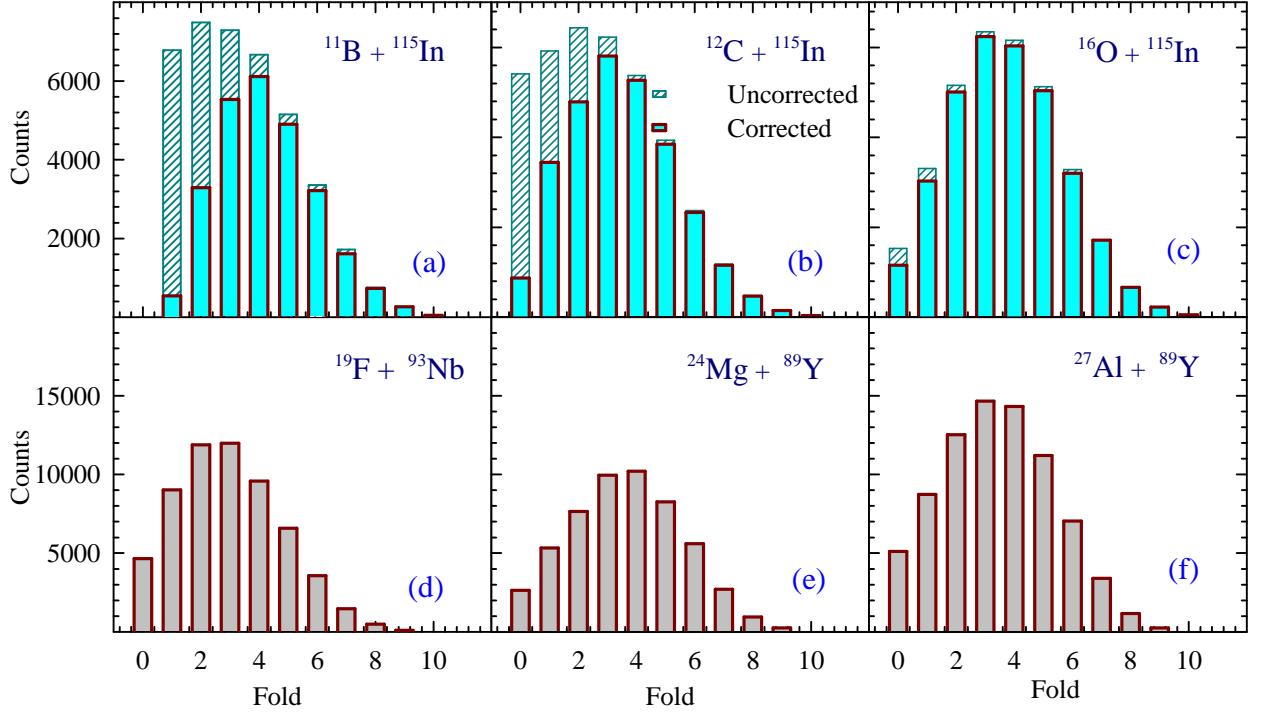 ¹¹B + ¹¹⁵In
¹²C + ¹¹⁵In
¹⁶O + ¹¹⁵In
Uncorrected
Corrected
Counts
6000
4000
2000
(a)
(b)
(c)
¹⁹F + ⁹³Nb
²⁴Mg + ⁸⁹Y
²⁷Al + ⁸⁹Y
Counts
15000
10000
5000
(d)
(e)
(f)
0 2 4 6 8 10
0 2 4 6 8 10
0 2 4 6 8 10
Fold
Fold
Fold